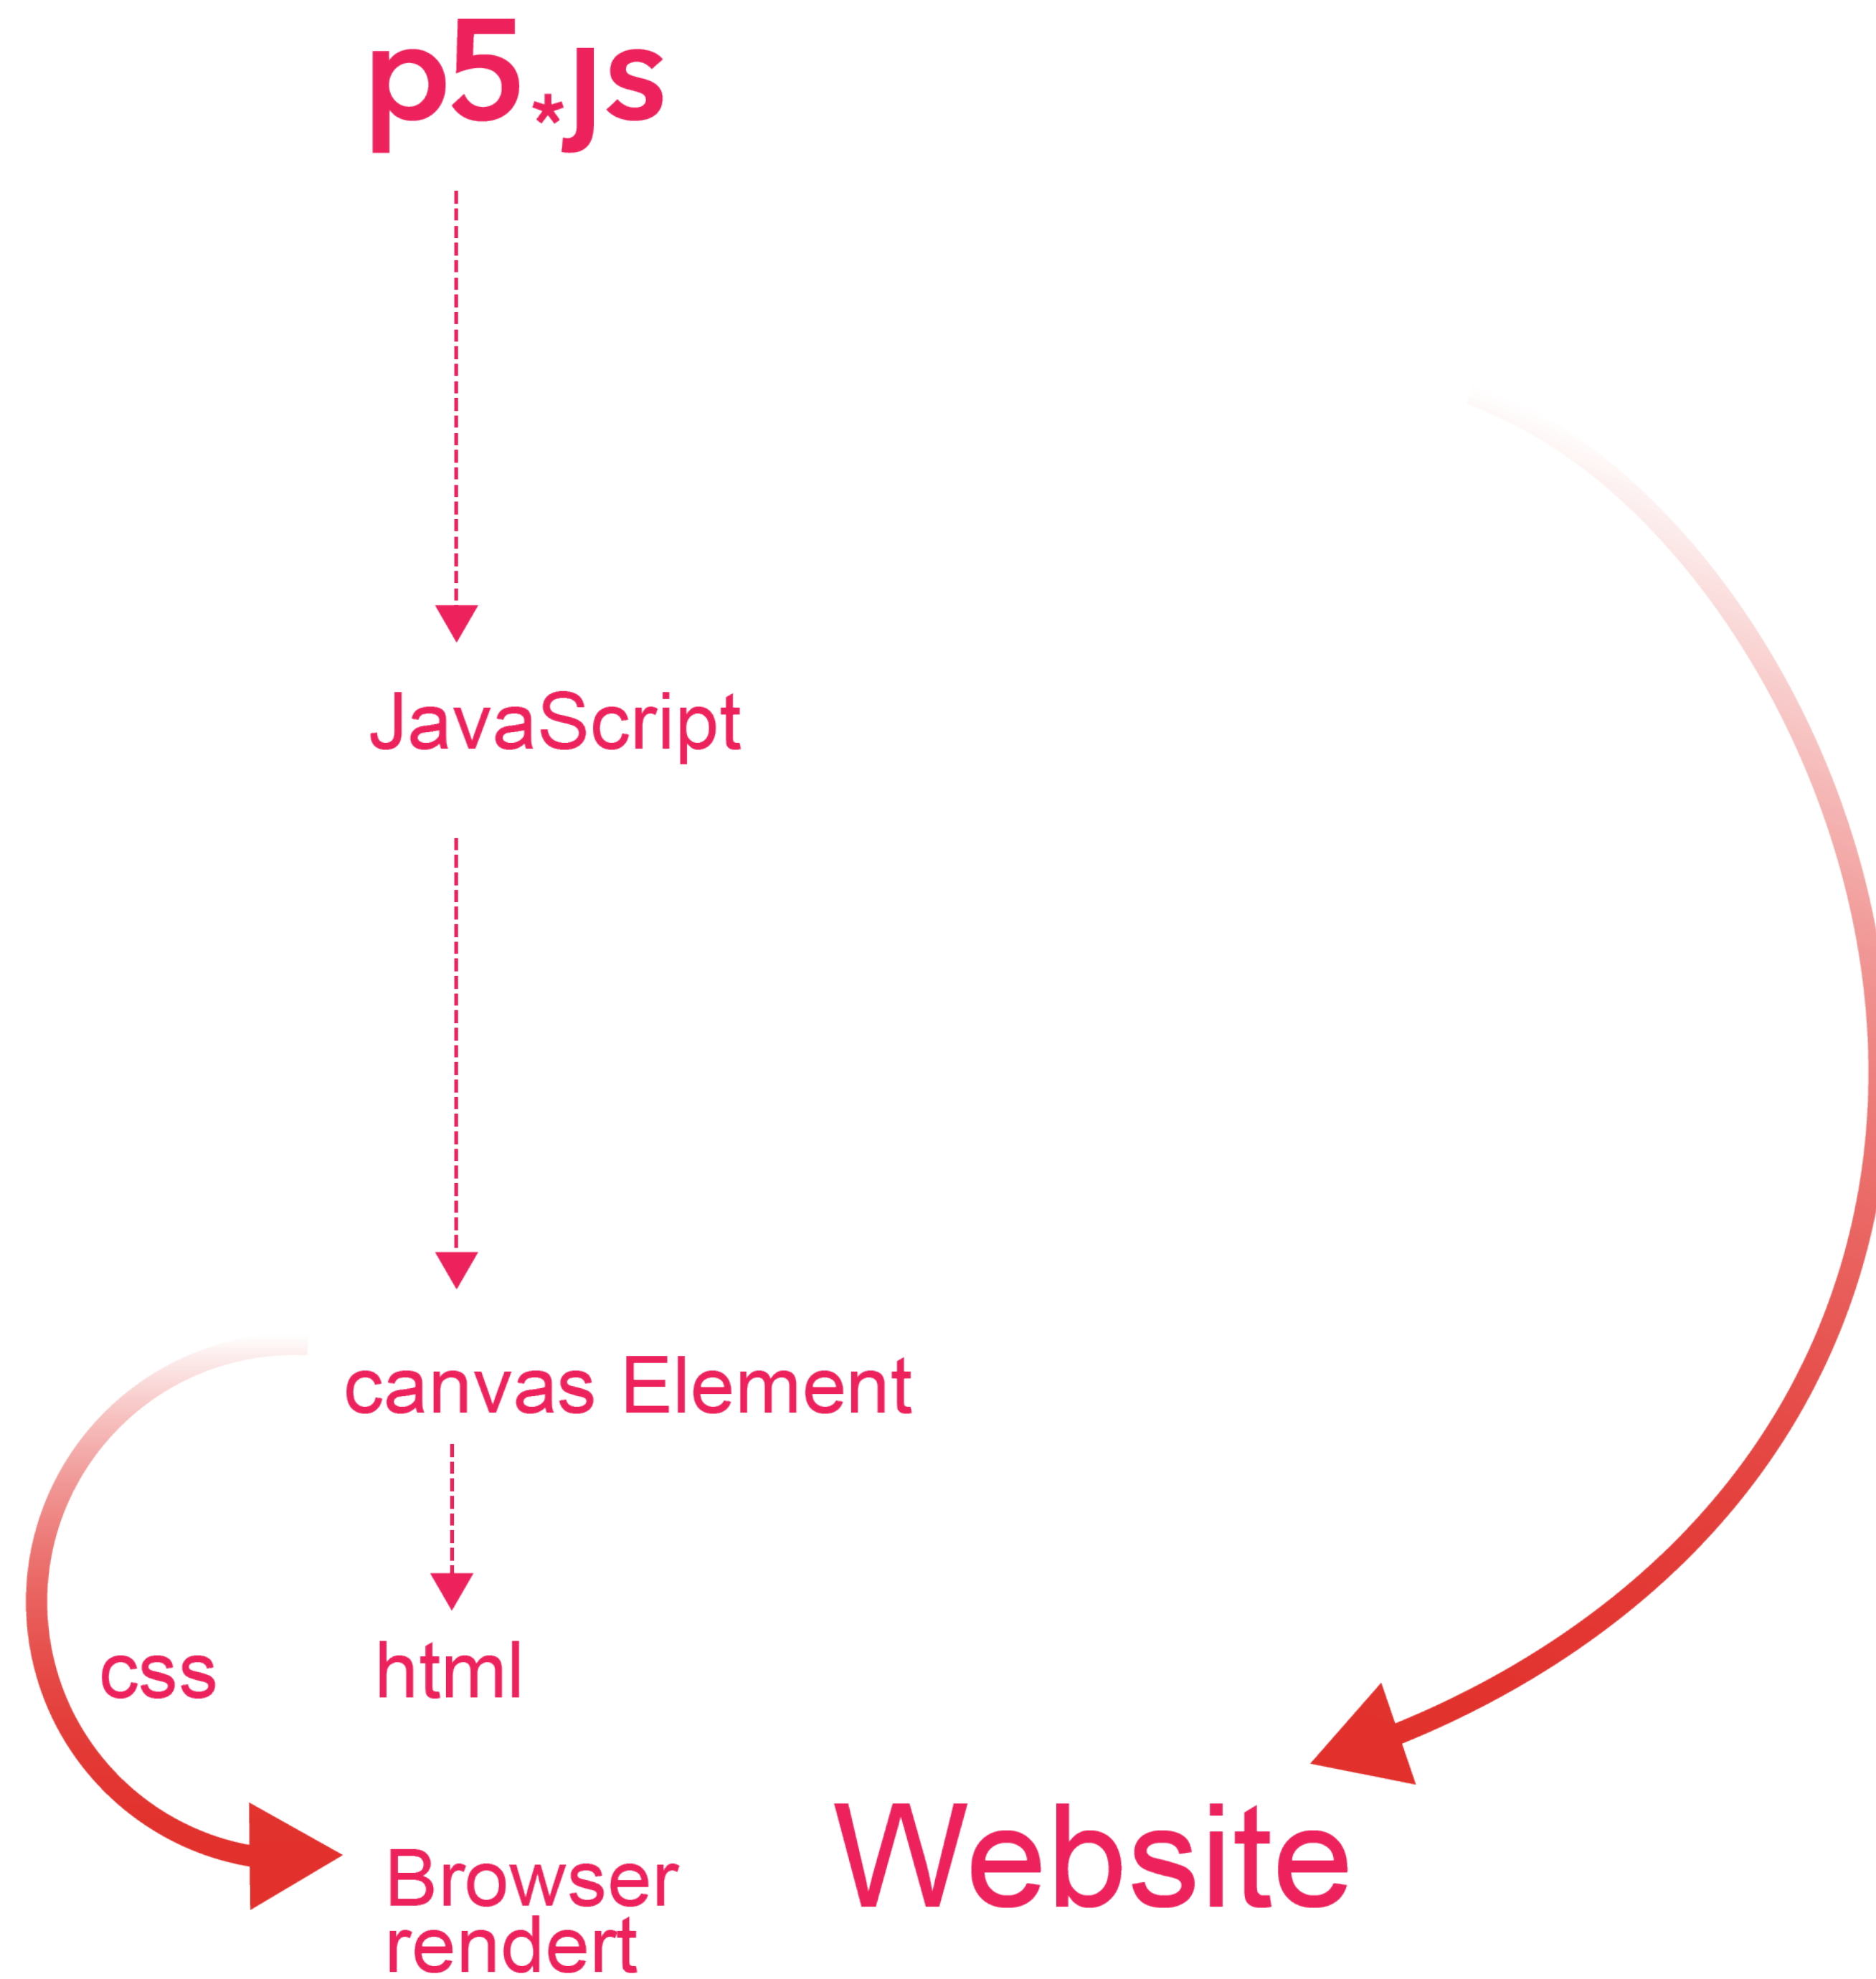 p5*js
JavaScript
canvas Element
css html
Browser
rendert
Website